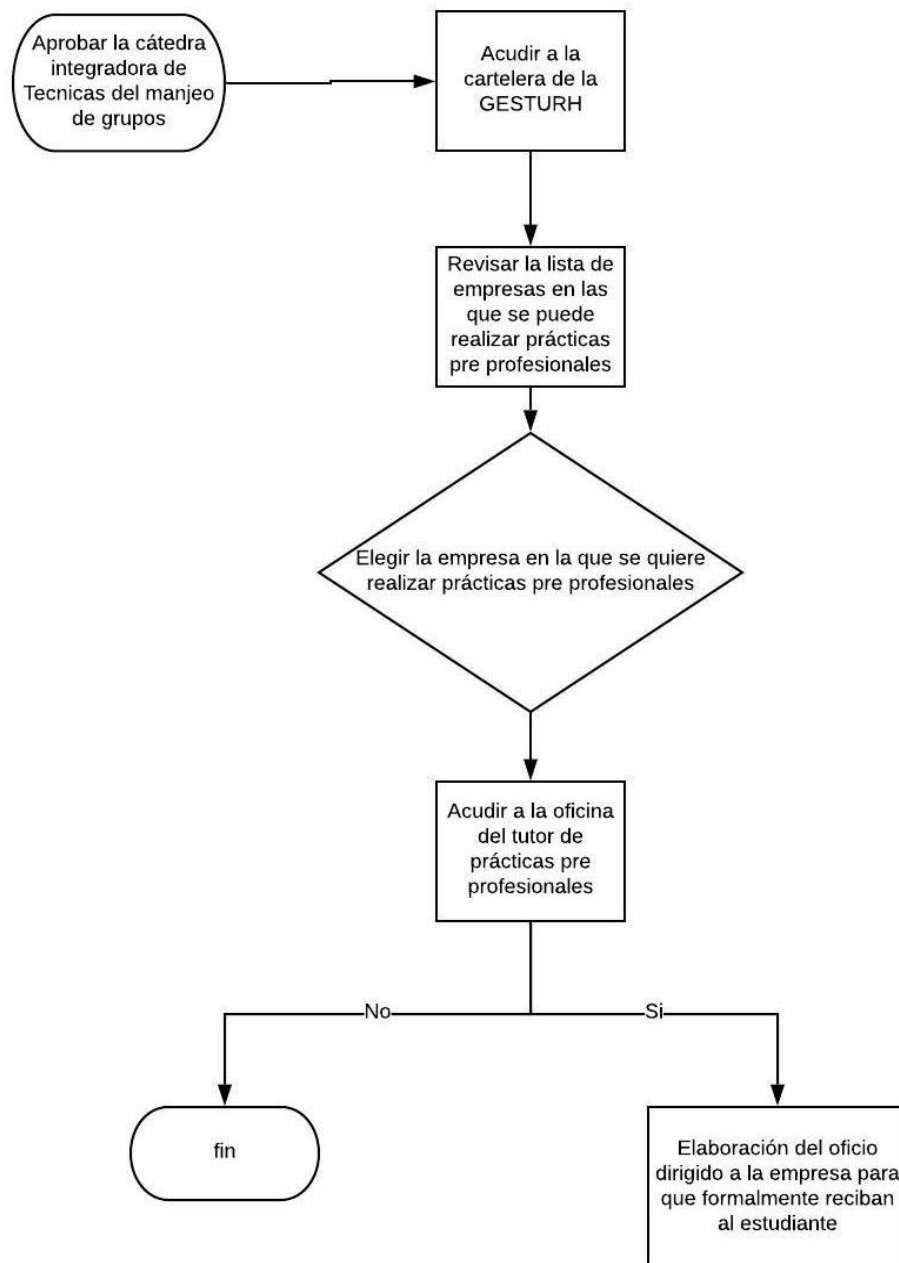 Aprobar la cátedra
integradora de
Tecnicas del manjeo
de grupos
Acudir a la
cartelera de la
GESTURH
Revisar la lista de
empresas en las
que se puede
realizar prácticas
pre profesionales
Elegir la empresa en la que se quiere
realizar prácticas pre profesionales
Acudir a la oficina
del tutor de
prácticas pre
profesionales
No
Si
fin
Elaboración del oficio
dirigido a la empresa para
que formalmente reciban
al estudiante